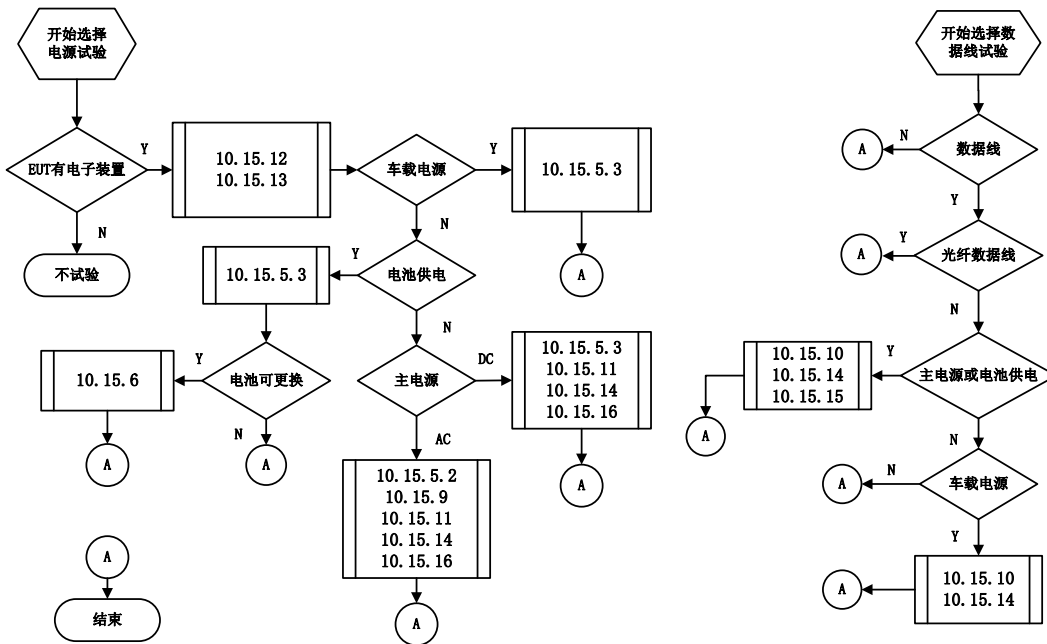 开始选择
电源试验
EUT有电子装置
Y
N
不试验
10.15.12
10.15.13
车载电源
Y
10.15.5.3
A
N
电池供电
Y
10.15.5.3
电池可更换
Y
10.15.6
A
N
A
N
主电源
DC
10.15.5.3
10.15.11
10.15.14
10.15.16
A
AC
10.15.5.2
10.15.9
10.15.11
10.15.14
10.15.16
A
A
结束
开始选择数
据线试验
数据线
N
A
Y
光纤数据线
Y
A
N
主电源或电池供电
Y
10.15.10
10.15.14
10.15.15
A
N
车载电源
N
A
Y
10.15.10
10.15.14
A